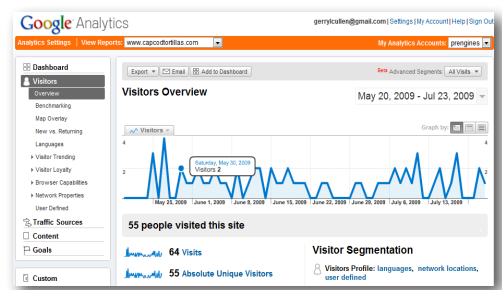 Google Analytics
gerrylcullen@gmail.com | Settings | My Account | Help | Sign Out
Analytics Settings View Reports: www.capcodtortillas.com My Analytics Accounts: prengines
Dashboard
Visitors
Overview
Benchmarking
Map Overlay
New vs. Returning
Languages
Visitor Trending
Visitor Loyalty
Browser Capabilities
Network Properties
User Defined
Traffic Sources
Content
Goals
Custom
Export Email Add to Dashboard
Beta Advanced Segments: All Visits
Visitors Overview
May 20, 2009 - Jul 23, 2009
Visitors
Graph by:
4 4
Saturday, May 30, 2009
Visitors 2
2 2
May 25, 2009 June 1, 2009 June 8, 2009 June 15, 2009 June 22, 2009 June 29, 2009 July 6, 2009 July 13, 2009
55 people visited this site
64 Visits
55 Absolute Unique Visitors
Visitor Segmentation
Visitors Profile: languages, network locations,
user defined